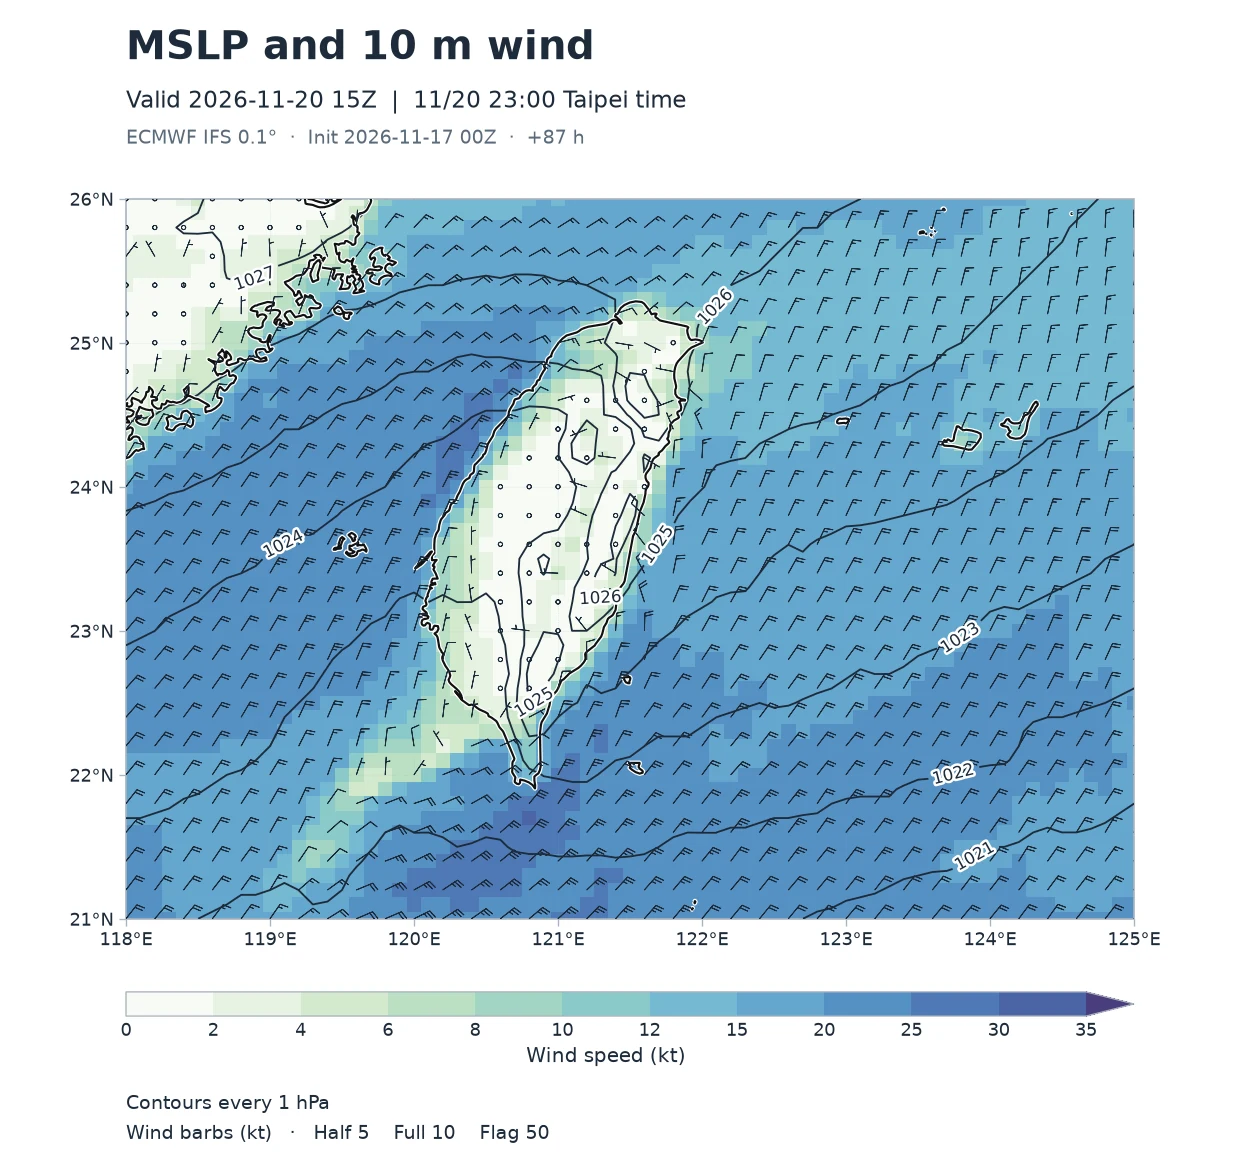 MSLP and 10 m wind
Valid 2026-11-20 15Z | 11/20 23:00 Taipei time
ECMWF IFS 0.1° · Init 2026-11-17 00Z · +87 h
26°N
25°N
24°N
23°N
22°N
21°N
1027
1026
1024
1025
1026
1023
1025
1022
1021
118°E 119°E 120°E 121°E 122°E 123°E 124°E 125°E
0 2 4 6 8 10 12 15 20 25 30 35
Wind speed (kt)
Contours every 1 hPa
Wind barbs (kt) · Half 5 Full 10 Flag 50